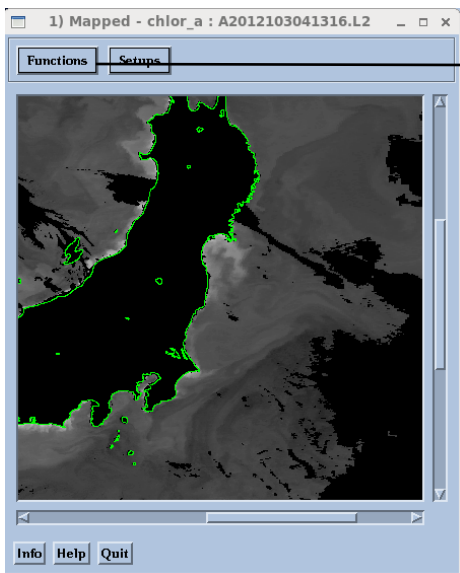 1) Mapped - chlor_a : A2012103041316.L2
Functions Setups
Info Help Quit